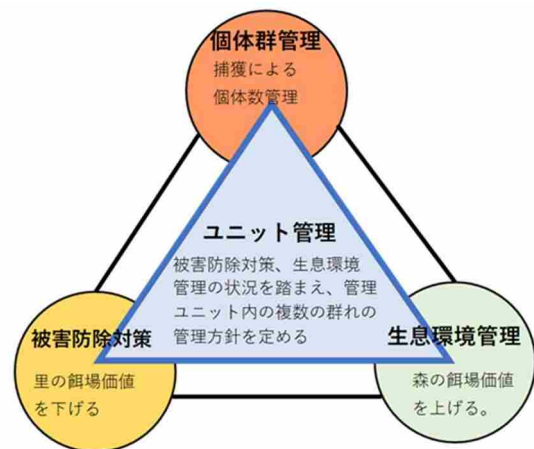 個体群管理
捕獲による
個体数管理
ユニット管理
被害防除対策、生息環境
管理の状況を踏まえ、管理
ユニット内の複数の群れの
管理方針を定める
被害防除対策
里の餌場価値
を下げる
生息環境管理
森の餌場価値
を上げる。